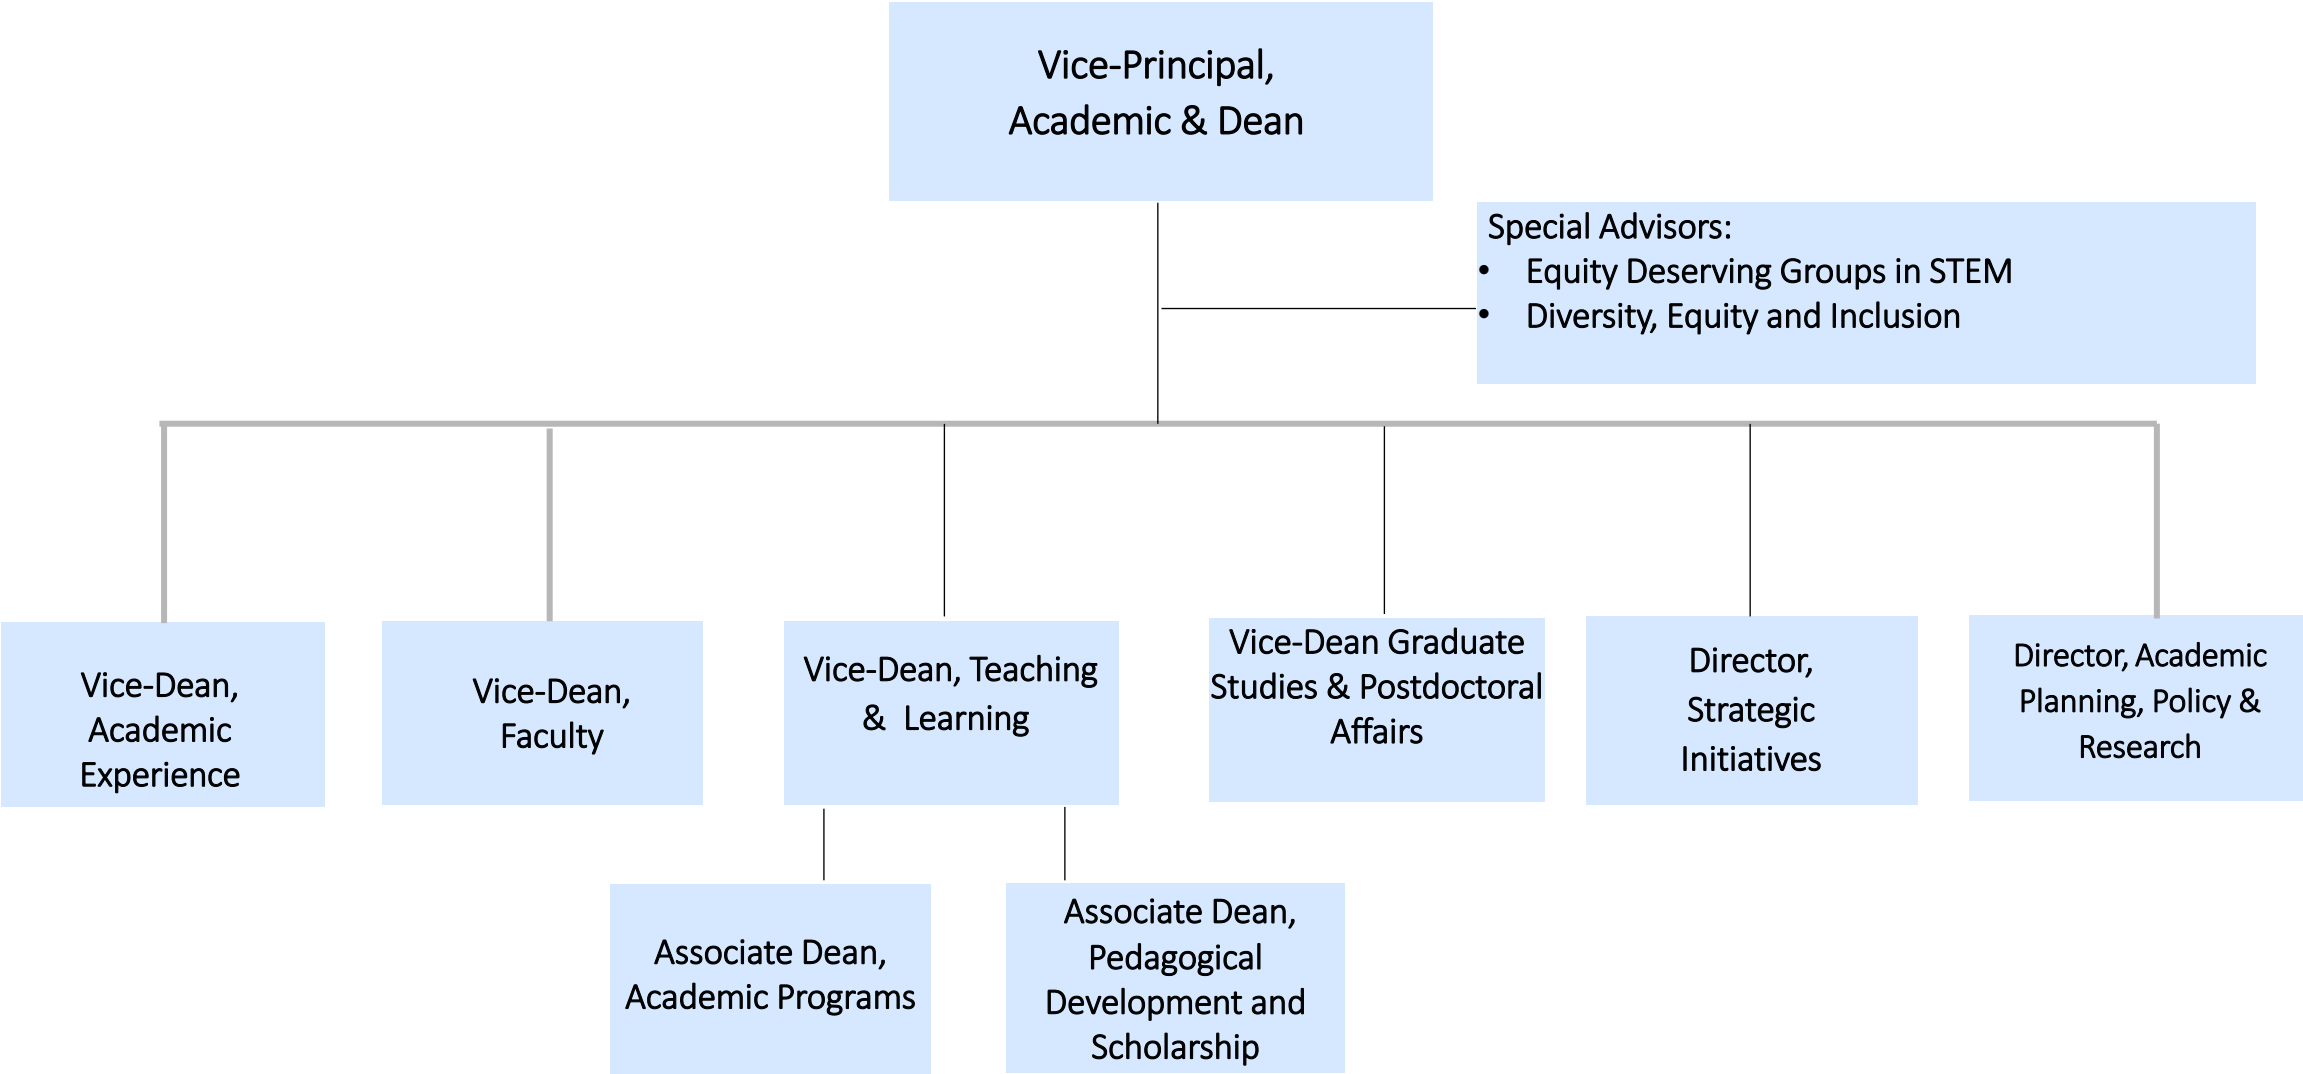 Vice-Principal,
Academic & Dean
Special Advisors:
• Equity Deserving Groups in STEM
• Diversity, Equity and Inclusion
Vice-Dean,
Academic
Experience
Vice-Dean,
Faculty
Vice-Dean, Teaching
& Learning
Vice-Dean Graduate
Studies & Postdoctoral
Affairs
Director,
Strategic
Initiatives
Director, Academic
Planning, Policy &
Research
Associate Dean,
Academic Programs
Associate Dean,
Pedagogical
Development and
Scholarship